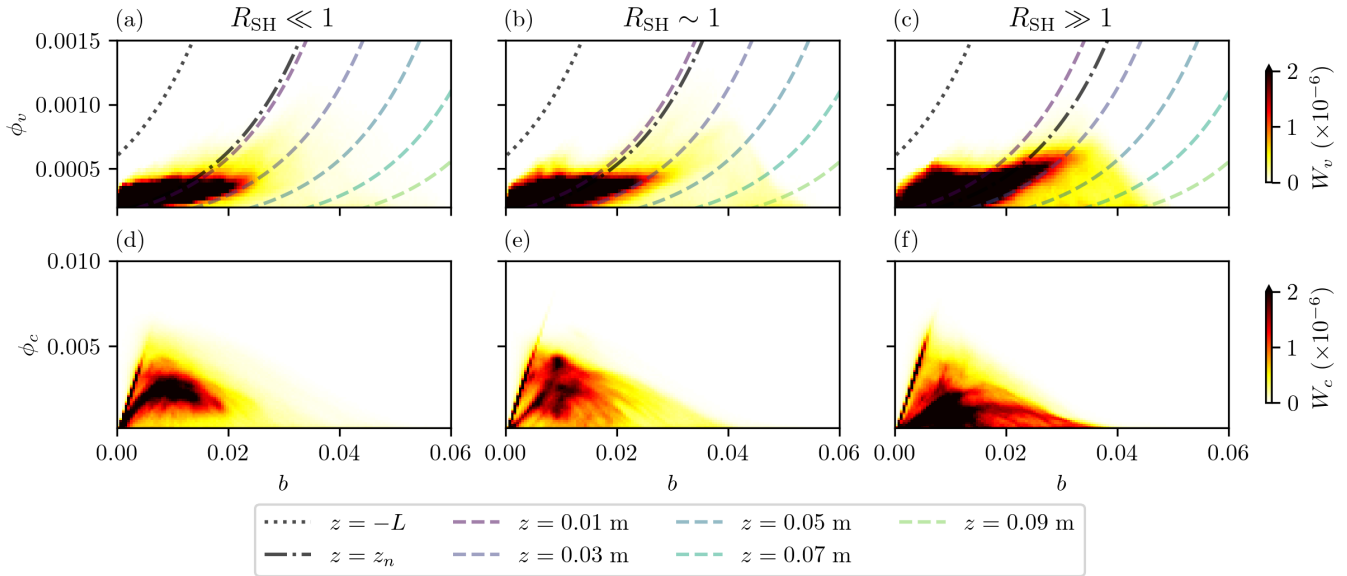 (a) R_SH ≪ 1
(b) R_SH ∼ 1
(c) R_SH ≫ 1
0.0015
0.0010
0.0005
ϕ_v
2
1
0
W_v (×10⁻⁶)
(d)
(e)
(f)
0.010
0.005
ϕ_c
2
1
0
W_c (×10⁻⁶)
0.00 0.02 0.04 0.06
0.00 0.02 0.04 0.06
0.00 0.02 0.04 0.06
b
b
b
z = −L
z = 0.01 m
z = 0.05 m
z = 0.09 m
z = z_n
z = 0.03 m
z = 0.07 m